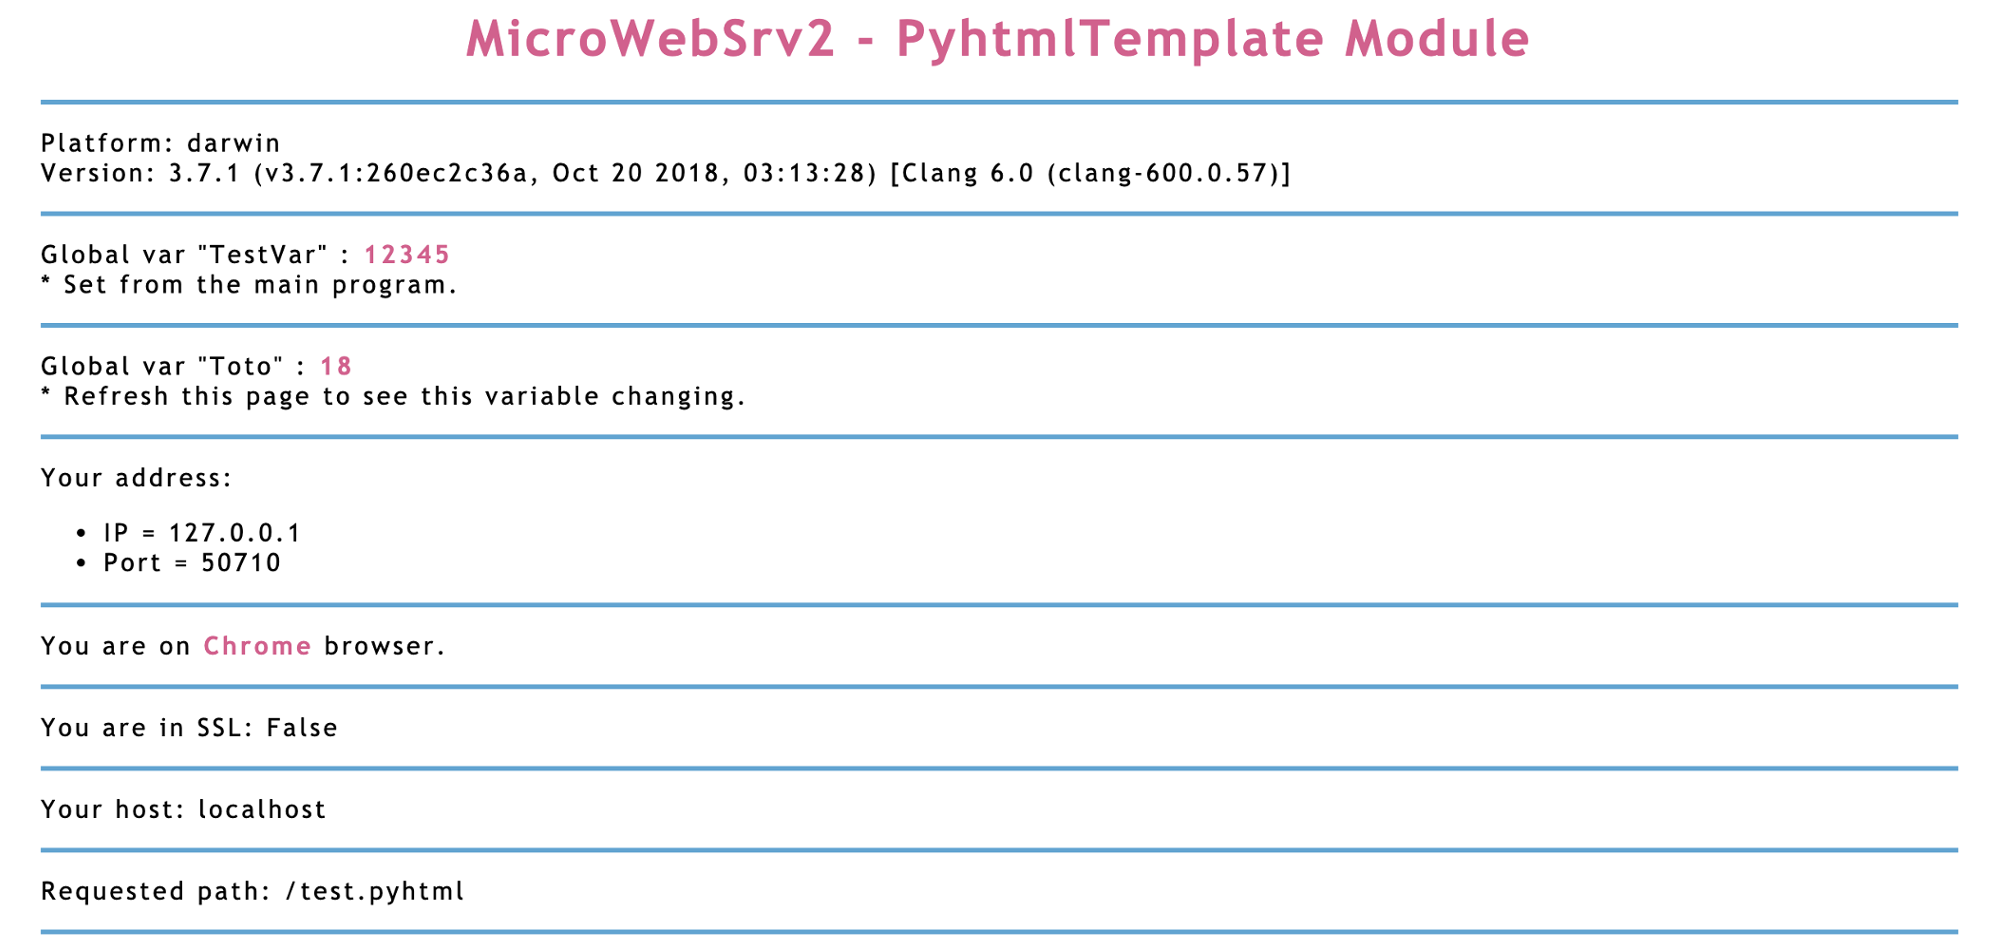 MicroWebSrv2 - PyhtmlTemplate Module
Platform: darwin
Version: 3.7.1 (v3.7.1:260ec2c36a, Oct 20 2018, 03:13:28) [Clang 6.0 (clang-600.0.57)]
Global var "TestVar" : 12345
* Set from the main program.
Global var "Toto" : 18
* Refresh this page to see this variable changing.
Your address:
• IP = 127.0.0.1
• Port = 50710
You are on Chrome browser.
You are in SSL: False
Your host: localhost
Requested path: /test.pyhtml